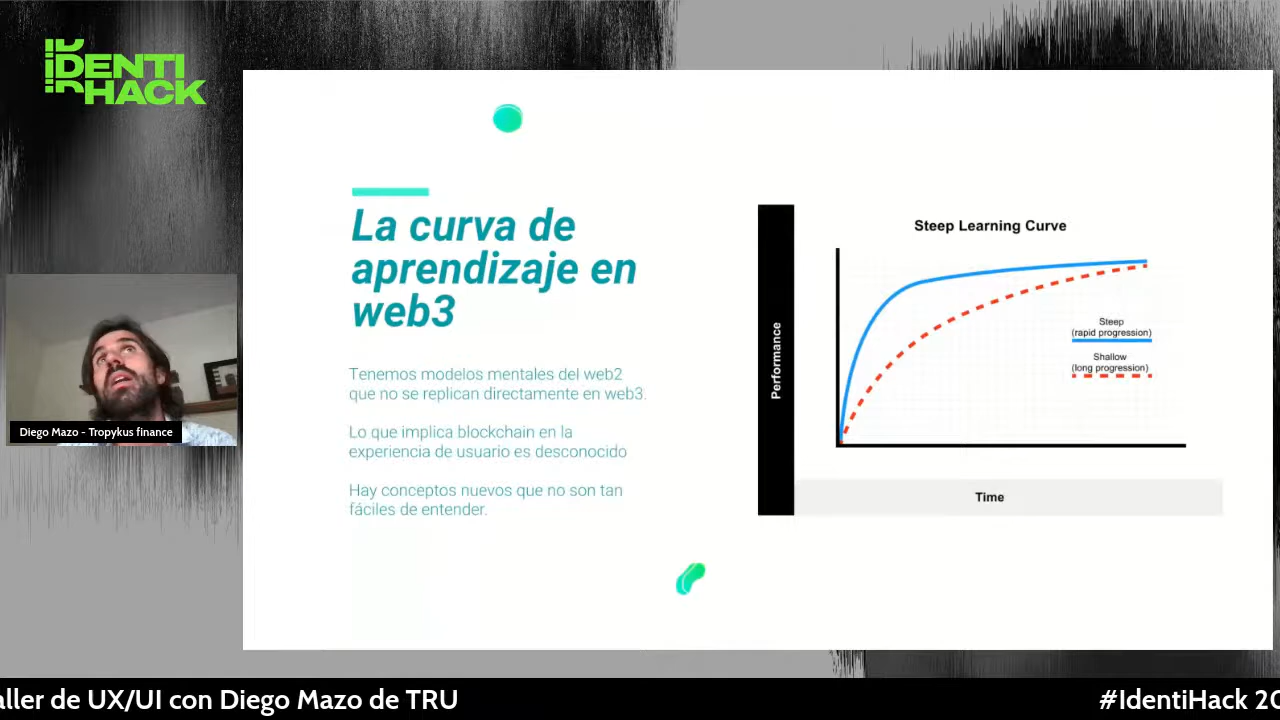 IDENTI
HACK
La curva de
aprendizaje en
web3
Tenemos modelos mentales del web2
que no se replican directamente en web3.
Lo que implica blockchain en la
experiencia de usuario es desconocido
Hay conceptos nuevos que no son tan
fáciles de entender.
Steep Learning Curve
Performance
Steep
(rapid progression)
Shallow
(long progression)
Time
Diego Mazo - Tropykus finance
aller de UX/UI con Diego Mazo de TRU
#IdentiHack 20